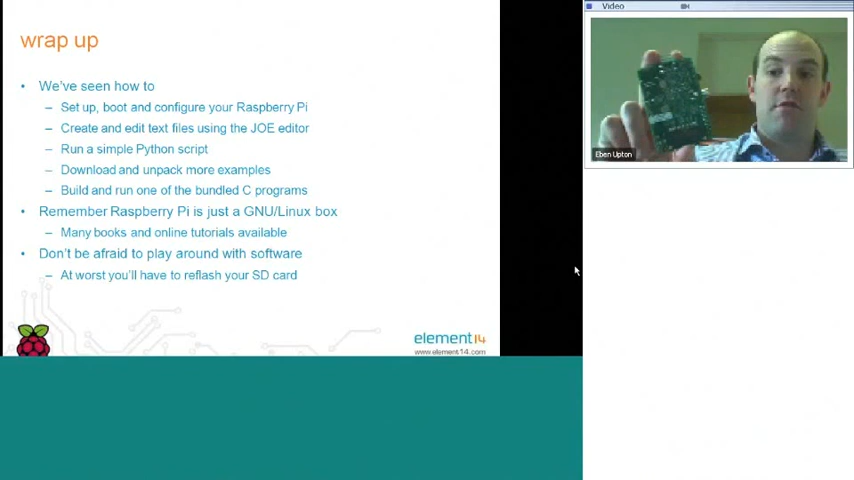 wrap up
• We've seen how to
– Set up, boot and configure your Raspberry Pi
– Create and edit text files using the JOE editor
– Run a simple Python script
– Download and unpack more examples
– Build and run one of the bundled C programs
• Remember Raspberry Pi is just a GNU/Linux box
– Many books and online tutorials available
• Don't be afraid to play around with software
– At worst you'll have to reflash your SD card
element14
www.element14.com
Video
Eben Upton